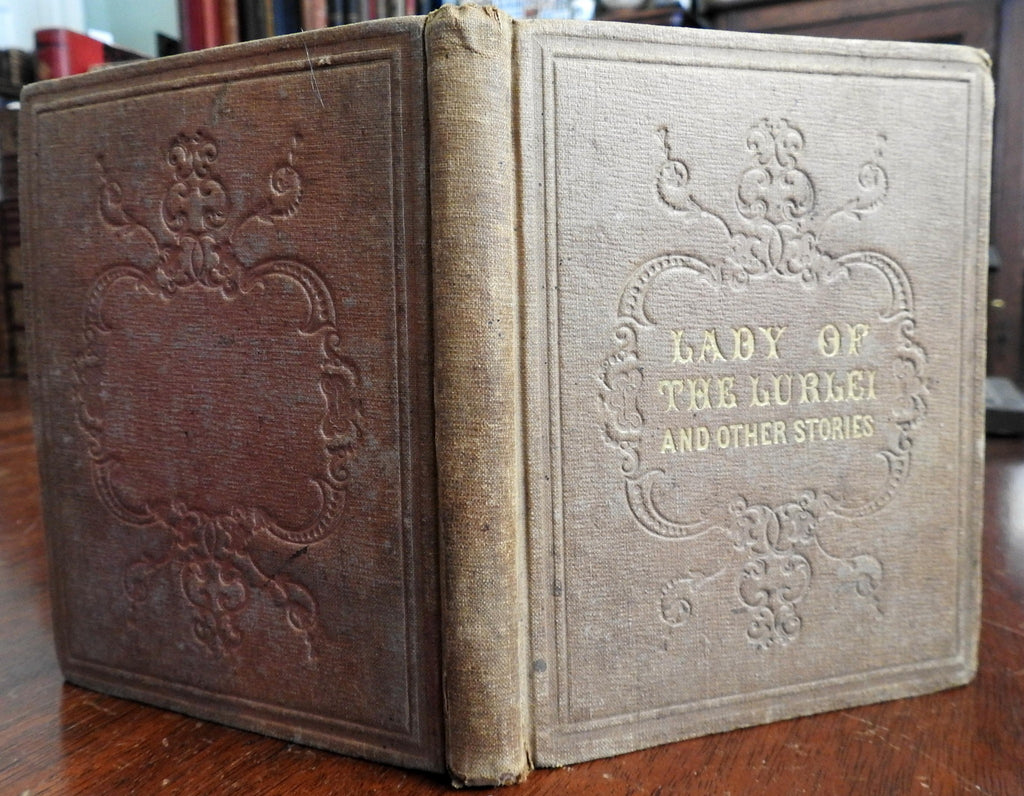 LADY OF
THE LURLEI
AND OTHER STORIES